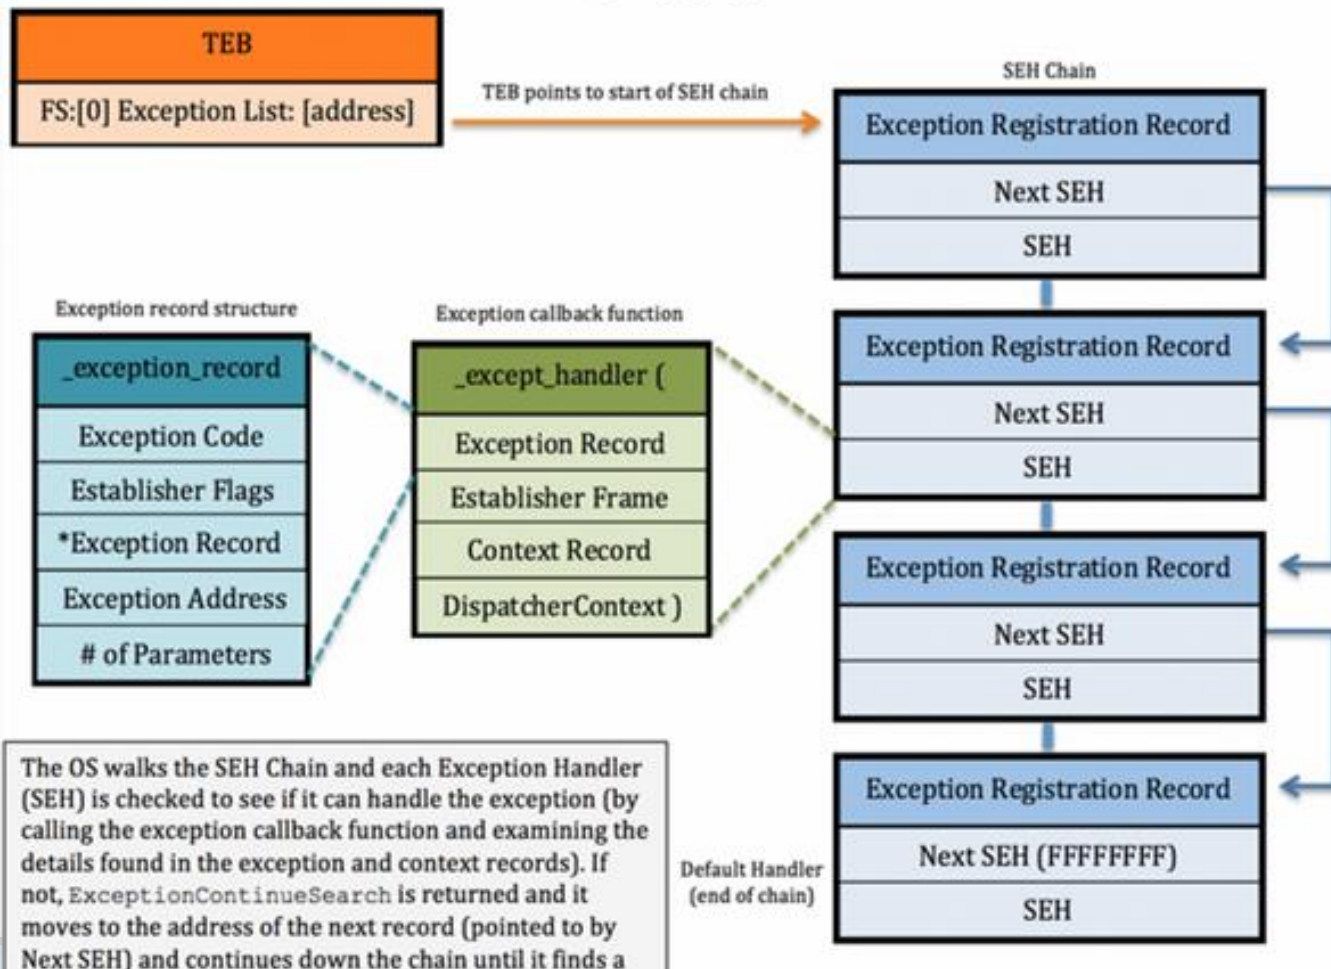 TEB
FS:[0] Exception List: [address]
TEB points to start of SEH chain
SEH Chain
Exception Registration Record
Next SEH
SEH
Exception record structure
_exception_record
Exception Code
Establisher Flags
*Exception Record
Exception Address
# of Parameters
Exception callback function
_except_handler (
Exception Record
Establisher Frame
Context Record
DispatcherContext )
Exception Registration Record
Next SEH
SEH
Exception Registration Record
Next SEH
SEH
The OS walks the SEH Chain and each Exception Handler
(SEH) is checked to see if it can handle the exception (by
calling the exception callback function and examining the
details found in the exception and context records). If
not, ExceptionContinueSearch is returned and it
moves to the address of the next record (pointed to by
Next SEH) and continues down the chain until it finds a
Default Handler
(end of chain)
Exception Registration Record
Next SEH (FFFFFFFF)
SEH